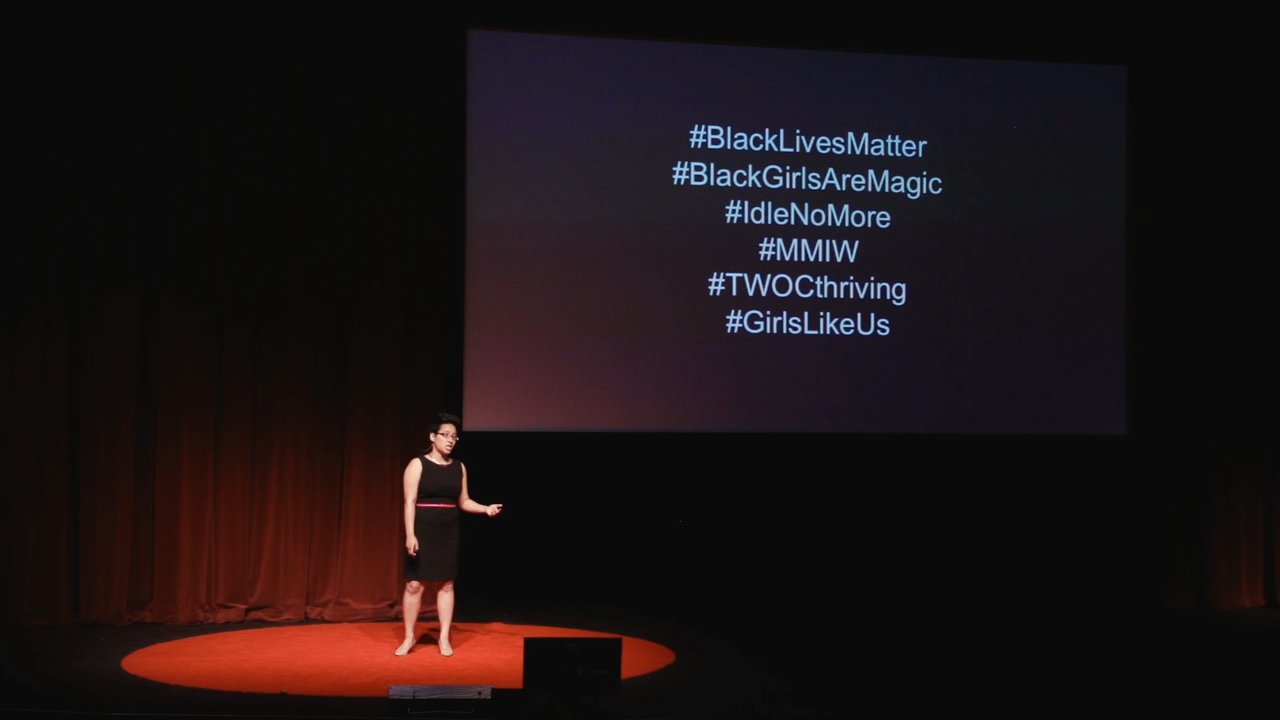 #BlackLivesMatter
#BlackGirlsAreMagic
#IdleNoMore
#MMIW
#TWOCthriving
#GirlsLikeUs